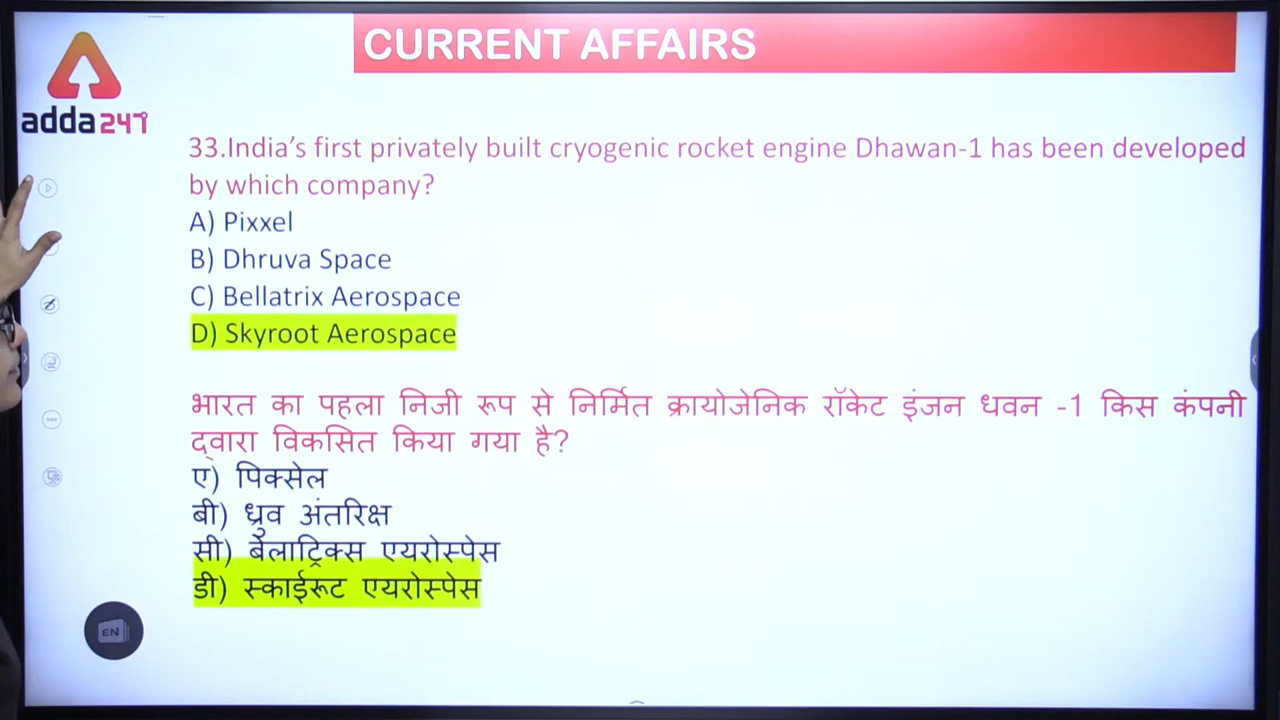 CURRENT AFFAIRS
adda247
33.India's first privately built cryogenic rocket engine Dhawan-1 has been developed
by which company?
A) Pixxel
B) Dhruva Space
C) Bellatrix Aerospace
D) Skyroot Aerospace
भारत का पहला निजी रूप से निर्मित क्रायोजेनिक रॉकेट इंजन धवन -1 किस कंपनी
द्वारा विकसित किया गया है?
ए) पिक्सेल
बी) ध्रुव अंतरिक्ष
सी) बेलाट्रिक्स एयरोस्पेस
डी) स्काईरूट एयरोस्पेस
EN